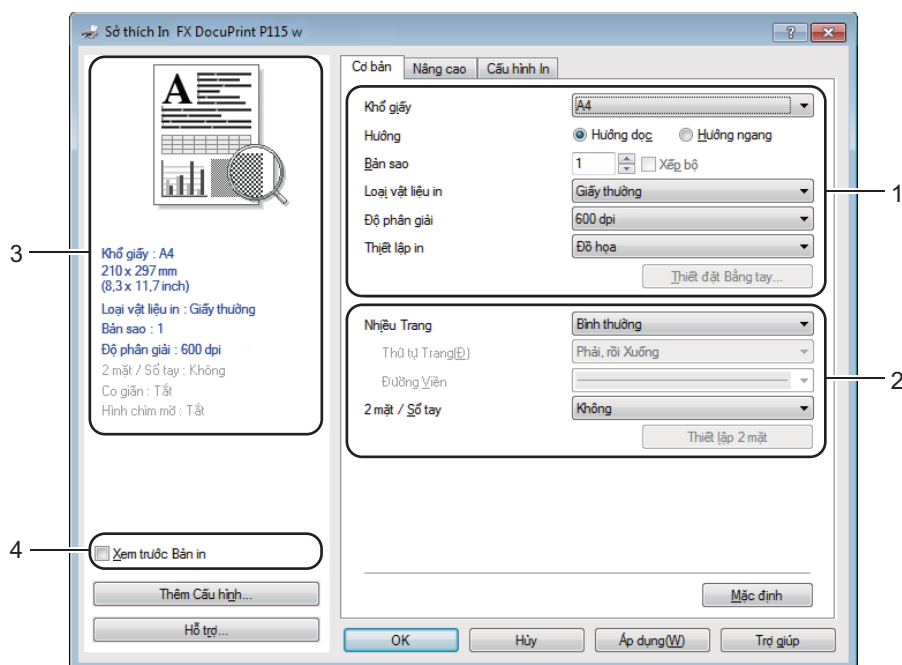 Sở thích In FX DocuPrint P115 w
Cơ bản Nâng cao Cấu hình In
A
Khổ giấy A4
Hướng Hướng dọc Hướng ngang
Bản sao 1 Xếp bộ
Loại vật liệu in Giấy thường
Độ phân giải 600 dpi
Thiết lập in Đồ họa
Thiết đặt Bằng tay...
1
3
Khổ giấy : A4
210 x 297 mm
(8,3 x 11,7 inch)
Loại vật liệu in : Giấy thường
Bản sao : 1
Độ phân giải : 600 dpi
2 mặt / Sổ tay : Không
Co giãn : Tắt
Hình chìm mờ : Tắt
Nhiều Trang Bình thường
Thứ tự Trang(Đ) Phải, rồi Xuống
Đường Viền
2 mặt / Sổ tay Không
Thiết lập 2 mặt
2
4
Xem trước Bản in
Thêm Cấu hình...
Hỗ trợ...
Mặc định
OK Hủy Áp dụng(W) Trợ giúp